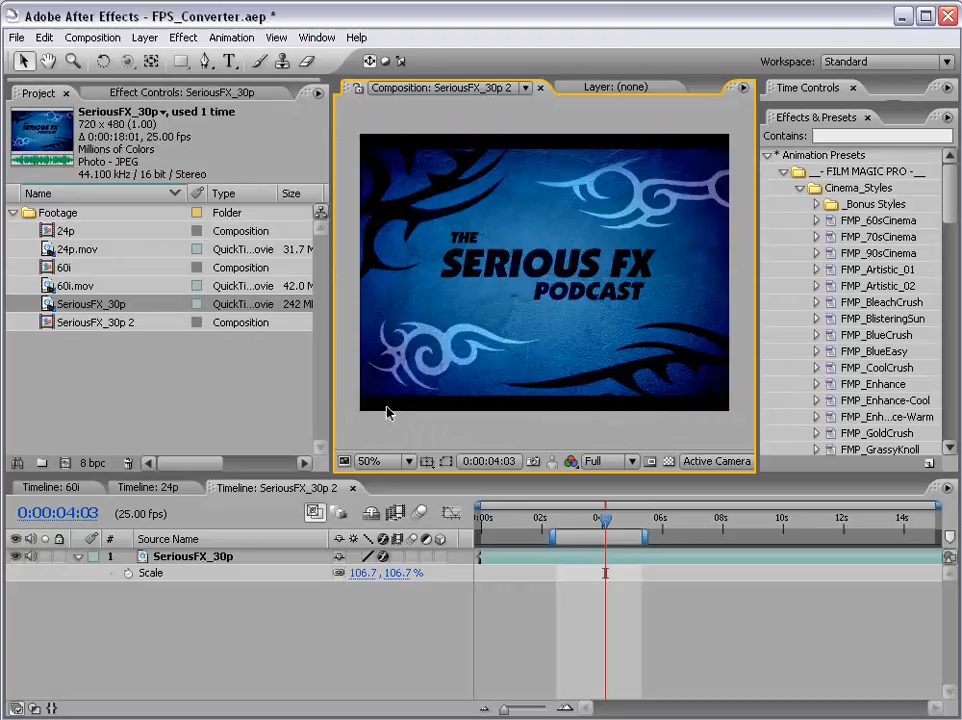 Adobe After Effects - FPS_Converter.aep *
File Edit Composition Layer Effect Animation View Window Help
Workspace: Standard
Project
Effect Controls: SeriousFX_30p
Composition: SeriousFX_30p 2
Layer: (none)
Time Controls
SeriousFX_30p, used 1 time
720 x 480 (1.00)
Δ 0:00:18:01, 25.00 fps
Millions of Colors
Photo - JPEG
44.100 kHz / 16 bit / Stereo
Name Type Size
Footage Folder
24p Composition
24p.mov QuickTi...ovie 31.7 M
60i Composition
60i.mov QuickTi...ovie 42.0 M
SeriousFX_30p QuickTi...ovie 242 M
SeriousFX_30p 2 Composition
8 bpc
THE
SERIOUS FX
PODCAST
50% 0:00:04:03 Full Active Camera
Effects & Presets
Contains:
* Animation Presets
__- FILM MAGIC PRO -__
Cinema_Styles
_Bonus Styles
FMP_60sCinema
FMP_70sCinema
FMP_90sCinema
FMP_Artistic_01
FMP_Artistic_02
FMP_BleachCrush
FMP_BlisteringSun
FMP_BlueCrush
FMP_BlueEasy
FMP_CoolCrush
FMP_Enhance
FMP_Enhance-Cool
FMP_Enh...ce-Warm
FMP_GoldCrush
FMP_GrassyKnoll
Timeline: 60i
Timeline: 24p
Timeline: SeriousFX_30p 2
0:00:04:03 (25.00 fps)
:00s 02s 04s 06s 08s 10s 12s 14s
# Source Name
1 SeriousFX_30p
Scale 106.7, 106.7 %